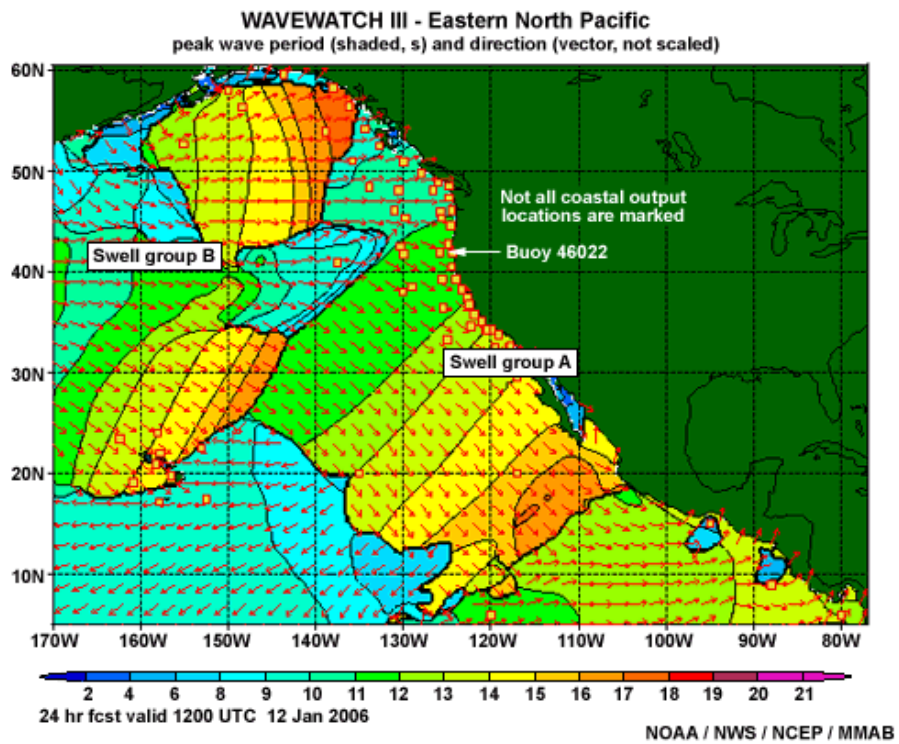 WAVEWATCH III - Eastern North Pacific
peak wave period (shaded, s) and direction (vector, not scaled)
60N
50N
Not all coastal output
locations are marked
Swell group B
Buoy 46022
40N
Swell group A
30N
20N
10N
170W 160W 150W 140W 130W 120W 110W 100W 90W 80W
2 4 6 8 9 10 11 12 13 14 15 16 17 18 19 20 21
24 hr fcst valid 1200 UTC 12 Jan 2006
NOAA / NWS / NCEP / MMAB